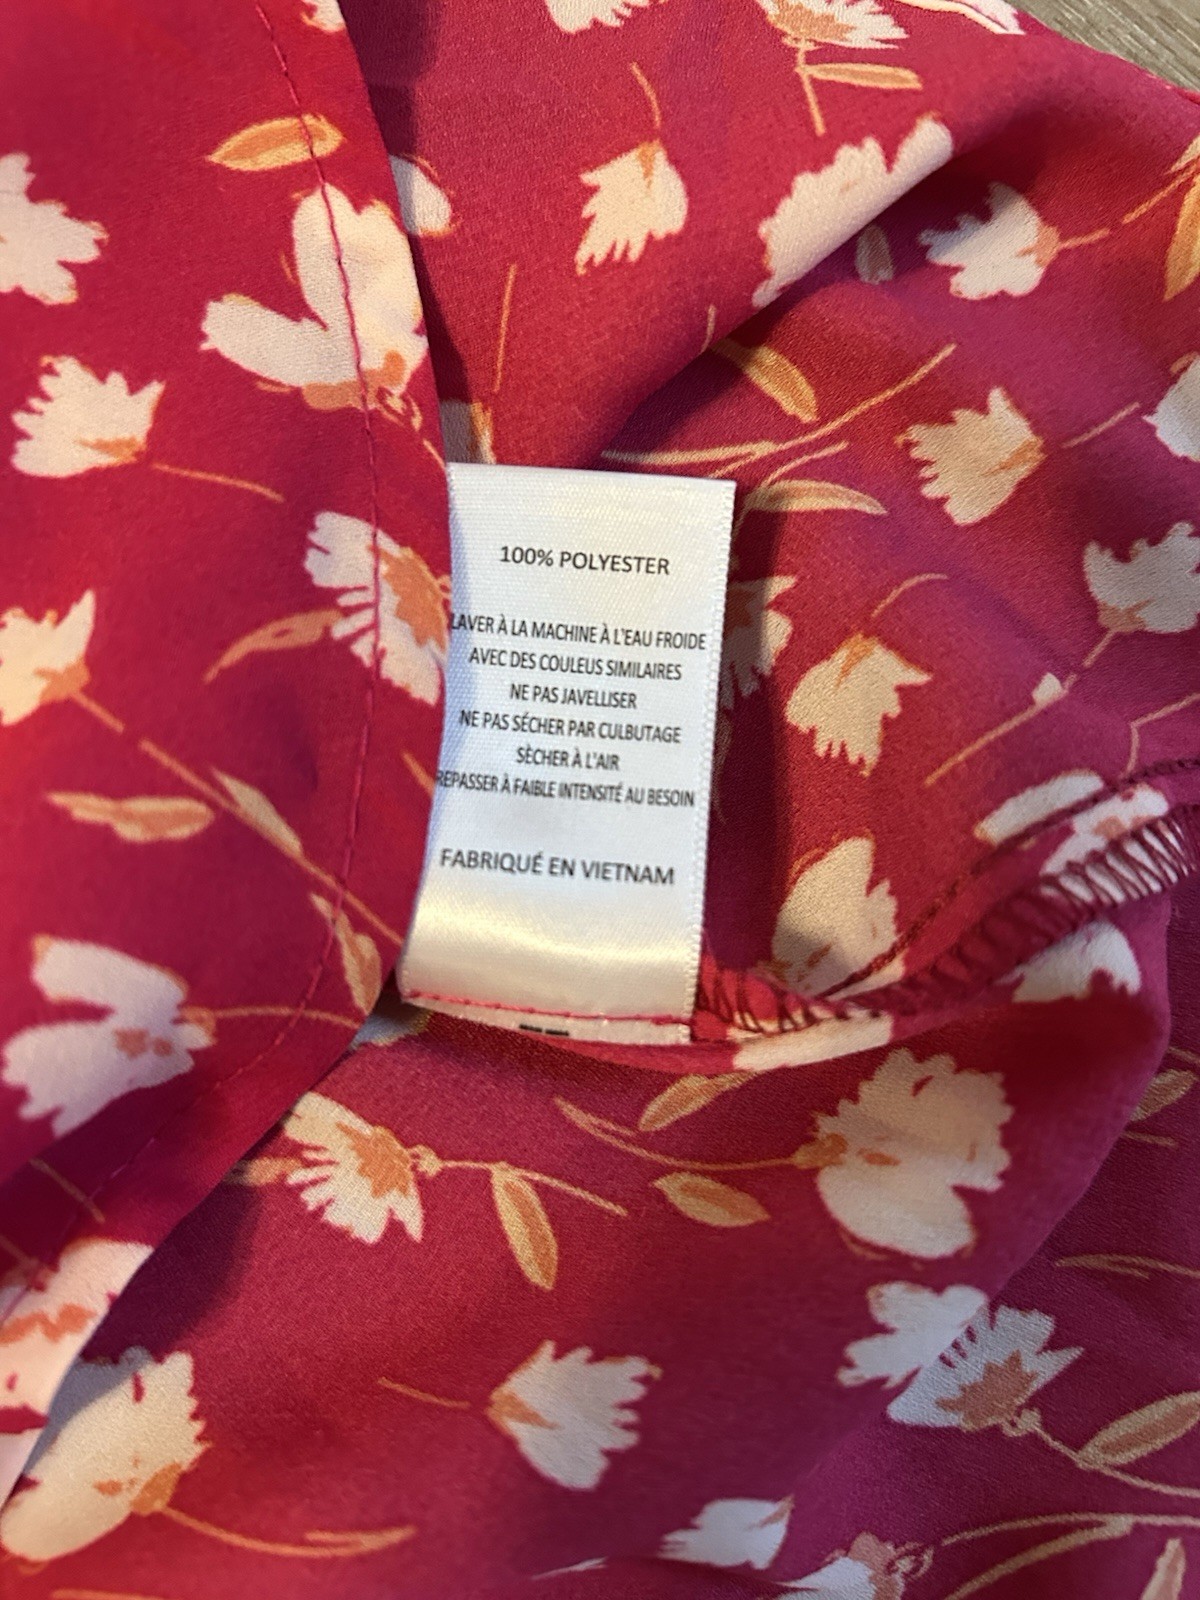 100% POLYESTER
LAVER À LA MACHINE À L'EAU FROIDE
AVEC DES COULEUS SIMILAIRES
NE PAS JAVELLISER
NE PAS SÉCHER PAR CULBUTAGE
SÈCHER À L'AIR
REPASSER À FAIBLE INTENSITÉ AU BESOIN
FABRIQUÉ EN VIETNAM